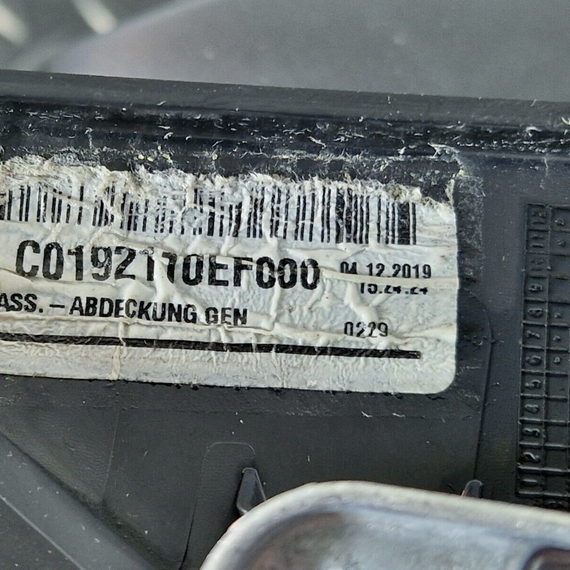 C0192110EF000 04.12.2019
15:24:24
ASS. - ABDECKUNG GEN
0229